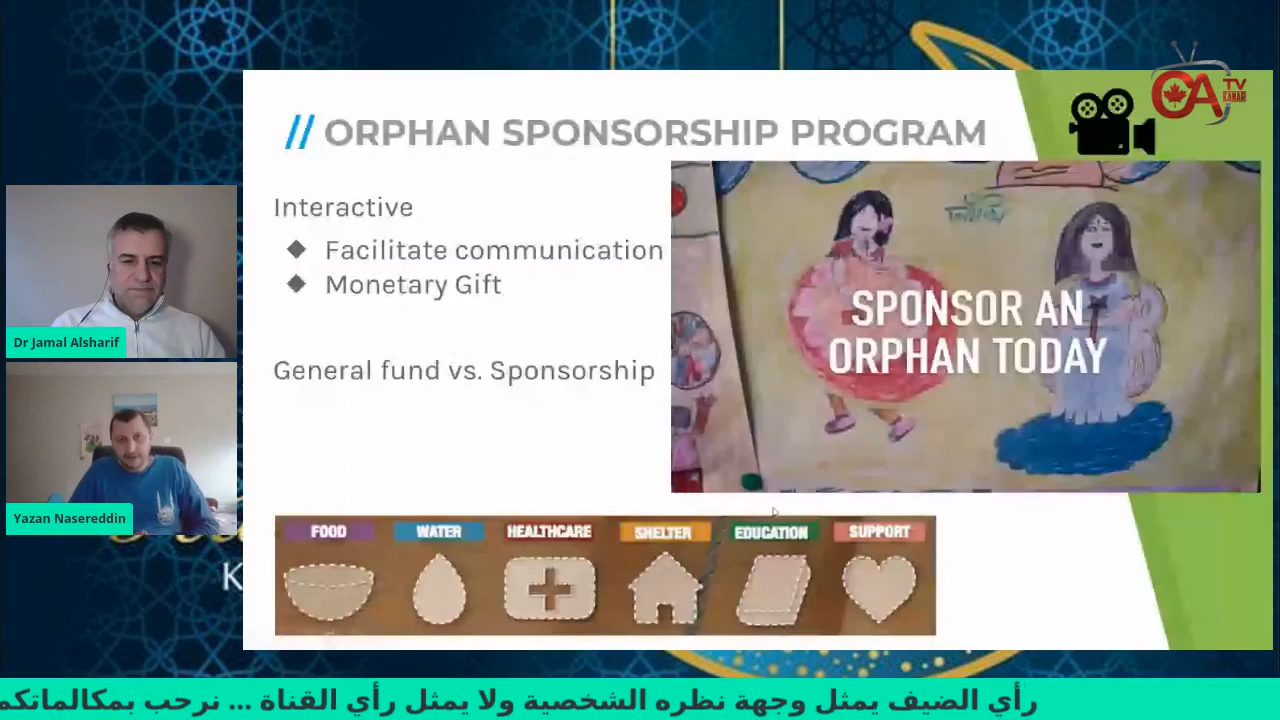 // ORPHAN SPONSORSHIP PROGRAM
CA TV
KANADA
Interactive
◆ Facilitate communication
◆ Monetary Gift
General fund vs. Sponsorship
SPONSOR AN
ORPHAN TODAY
Dr Jamal Alsharif
Yazan Nasereddin
K
FOOD
WATER
HEALTHCARE
SHELTER
EDUCATION
SUPPORT
رأي الضيف يمثل وجهة نظره الشخصية ولا يمثل رأي القناة ... نرحب بمكالماتكم